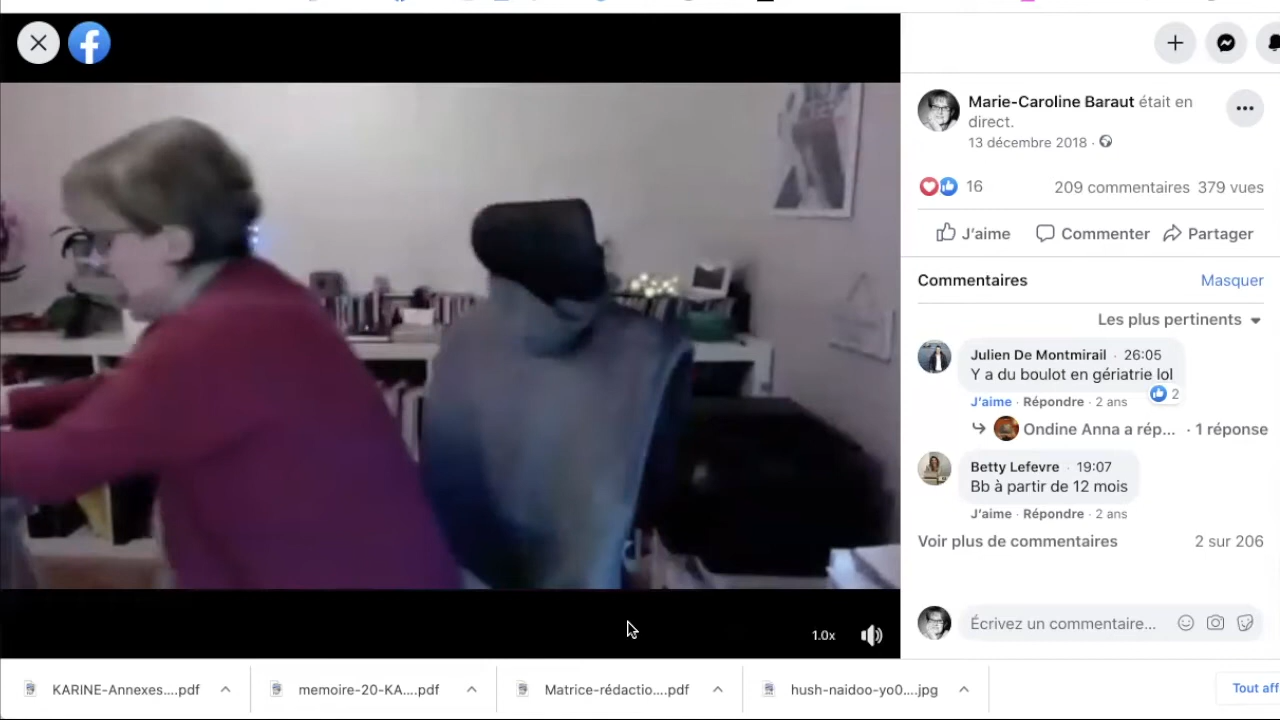 Marie-Caroline Baraut était en
direct.
13 décembre 2018 ·
16
209 commentaires 379 vues
J'aime
Commenter
Partager
Commentaires
Masquer
Les plus pertinents
Julien De Montmirail · 26:05
Y a du boulot en gériatrie lol
2
J'aime · Répondre · 2 ans
Ondine Anna a rép... · 1 réponse
Betty Lefevre · 19:07
Bb à partir de 12 mois
J'aime · Répondre · 2 ans
Voir plus de commentaires
2 sur 206
Écrivez un commentaire...
1.0x
KARINE-Annexes....pdf
memoire-20-KA....pdf
Matrice-rédactio....pdf
hush-naidoo-yo0....jpg
Tout aff